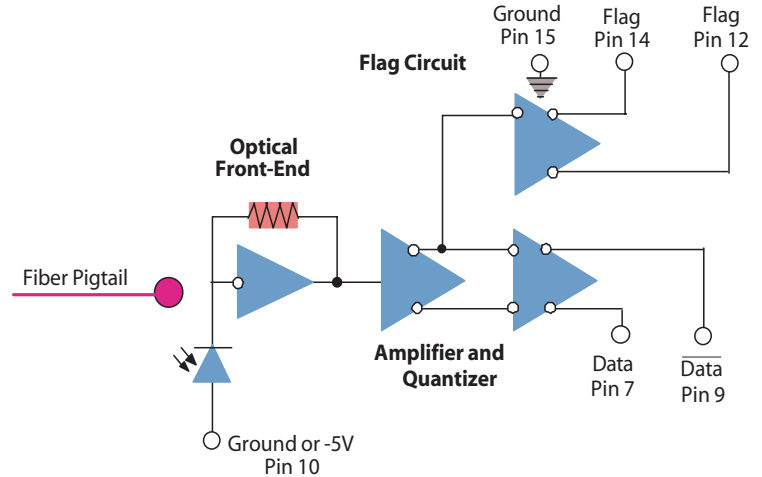 Ground
Pin 15
Flag
Pin 14
Flag
Pin 12
Flag Circuit
Optical
Front-End
Fiber Pigtail
Amplifier and
Quantizer
Data
Pin 7
Data
Pin 9
Ground or -5V
Pin 10